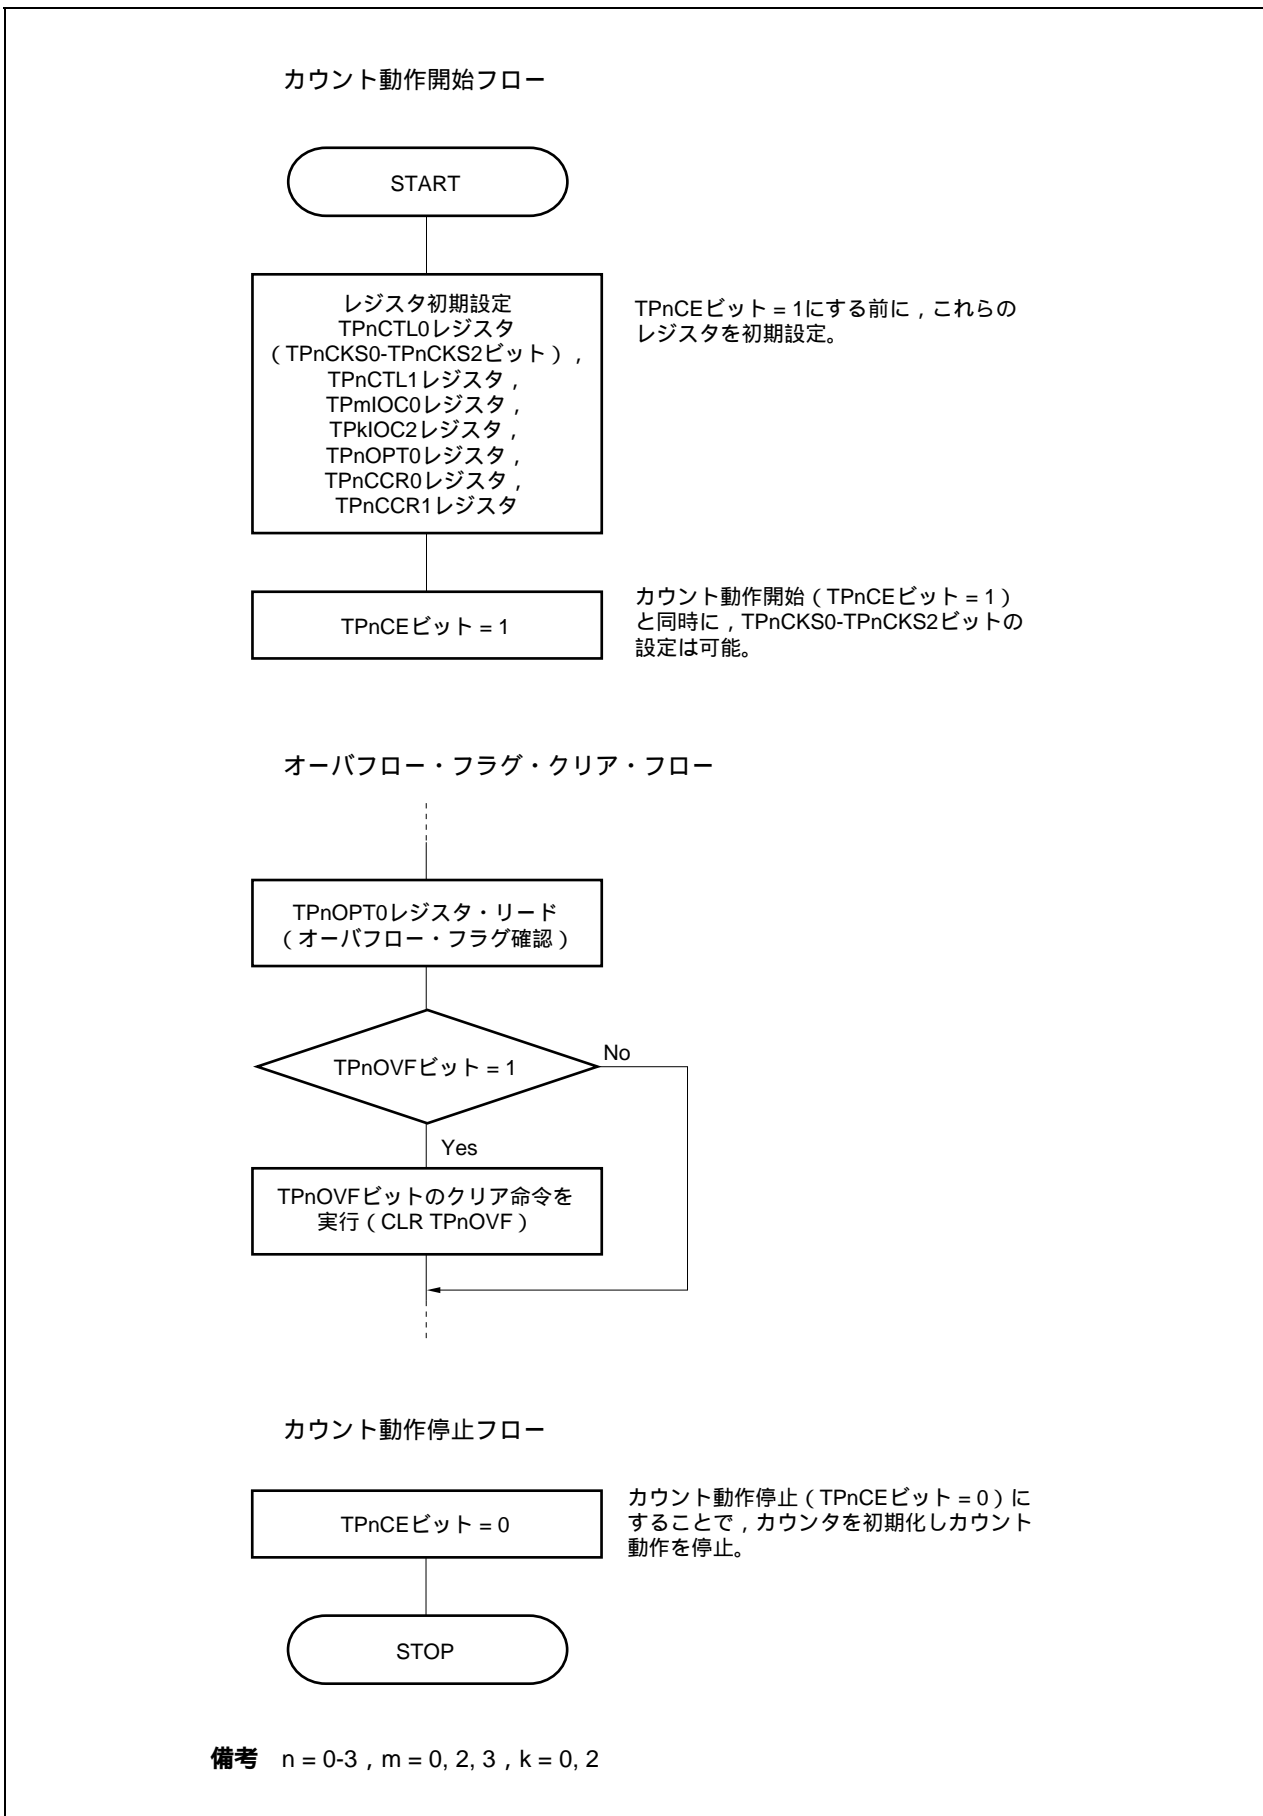 カウント動作開始フロー
START
レジスタ初期設定
TPnCTL0レジスタ
（TPnCKS0-TPnCKS2ビット），
TPnCTL1レジスタ，
TPmIOC0レジスタ，
TPkIOC2レジスタ，
TPnOPT0レジスタ，
TPnCCR0レジスタ，
TPnCCR1レジスタ
TPnCEビット = 1にする前に，これらの
レジスタを初期設定。
TPnCEビット = 1
カウント動作開始（TPnCEビット = 1）
と同時に，TPnCKS0-TPnCKS2ビットの
設定は可能。
オーバフロー・フラグ・クリア・フロー
TPnOPT0レジスタ・リード
（オーバフロー・フラグ確認）
TPnOVFビット = 1
No
Yes
TPnOVFビットのクリア命令を
実行（CLR TPnOVF）
カウント動作停止フロー
TPnCEビット = 0
カウント動作停止（TPnCEビット = 0）に
することで，カウンタを初期化しカウント
動作を停止。
STOP
備考 n = 0-3，m = 0, 2, 3，k = 0, 2